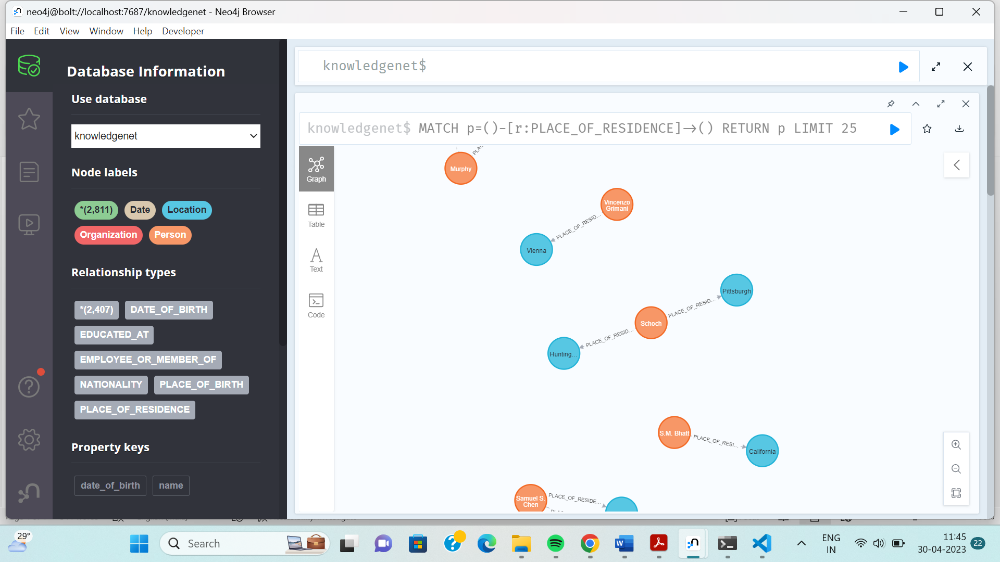 neo4j@bolt://localhost:7687/knowledgenet - Neo4j Browser
File Edit View Window Help Developer
Database Information
Use database
knowledgenet
Node labels
*(2,811) Date Location
Organization Person
Relationship types
*(2,407) DATE_OF_BIRTH
EDUCATED_AT
EMPLOYEE_OR_MEMBER_OF
NATIONALITY PLACE_OF_BIRTH
PLACE_OF_RESIDENCE
Property keys
date_of_birth name
knowledgenet$
knowledgenet$ MATCH p=()-[r:PLACE_OF_RESIDENCE]->() RETURN p LIMIT 25
Graph
Table
Text
Code
Murphy
Vincenzo
Grimani
PLACE_OF_RESID...
Vienna
Pittsburgh
PLACE_OF_RESID...
Schoch
PLACE_OF_RESID...
Hunting...
S.M. Bhatt
PLACE_OF_RESI...
California
Samuel S.
Chen
PLACE_OF_RESIDE...
29°
Search
ENG
IN
11:45
30-04-2023
22